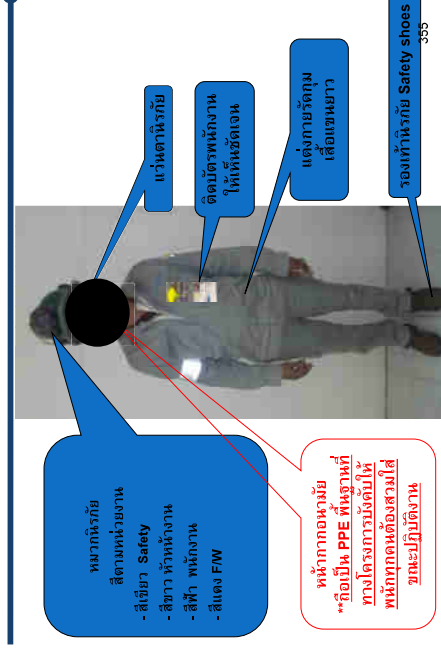 หมวกนิรภัย
สีตามหน่วยงาน
- สีเขียว Safety
- สีขาว หัวหน้างาน
- สีฟ้า พนักงาน
- สีแดง F/W
แว่นตานิรภัย
ติดบัตรพนักงาน
ให้เห็นชัดเจน
แต่งกายรัดกุม
เสื้อแขนยาว
รองเท้านิรภัย Safety shoes
หน้ากากอนามัย
**ถือเป็น PPE พื้นฐานที่
ทางโครงการบังคับให้
พนักทุกคนต้องสวมใส่
ขณะปฏิบัติงาน
355